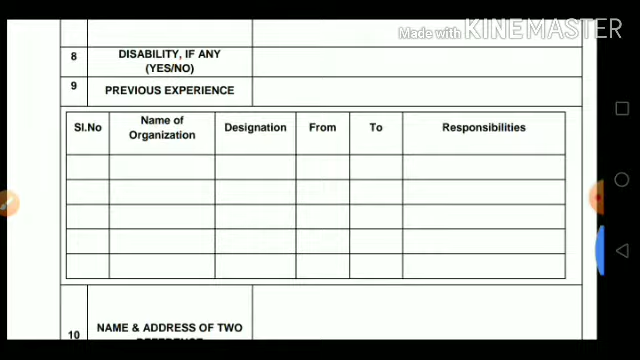 Made with KINEMASTER
8 DISABILITY, IF ANY
(YES/NO)
9 PREVIOUS EXPERIENCE
Sl.No Name of Organization Designation From To Responsibilities
10 NAME & ADDRESS OF TWO